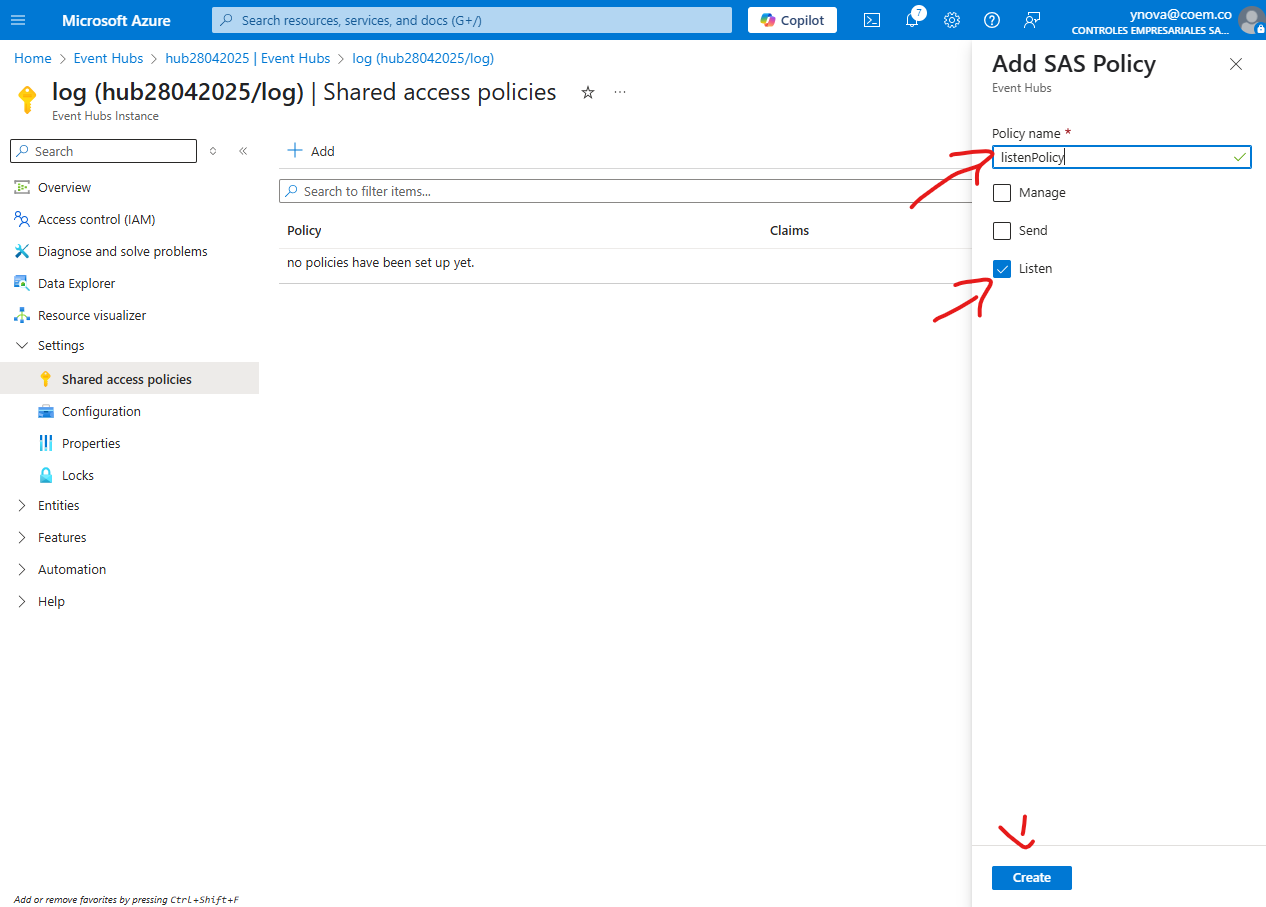 Microsoft Azure
Search resources, services, and docs (G+/)
Copilot
7
ynova@coem.co
CONTROLES EMPRESARIALES SA...
Home > Event Hubs > hub28042025 | Event Hubs > log (hub28042025/log)
log (hub28042025/log) | Shared access policies
Event Hubs Instance
Search
Overview
Access control (IAM)
Diagnose and solve problems
Data Explorer
Resource visualizer
Settings
Shared access policies
Configuration
Properties
Locks
Entities
Features
Automation
Help
Add or remove favorites by pressing Ctrl+Shift+F
Add
Search to filter items...
Policy Claims
no policies have been set up yet.
Add SAS Policy
Event Hubs
Policy name *
listenPolicy
Manage
Send
Listen
Create